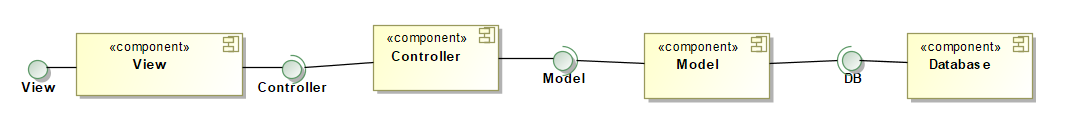 «component»
View
View
Controller
«component»
Controller
Model
«component»
Model
DB
«component»
Database